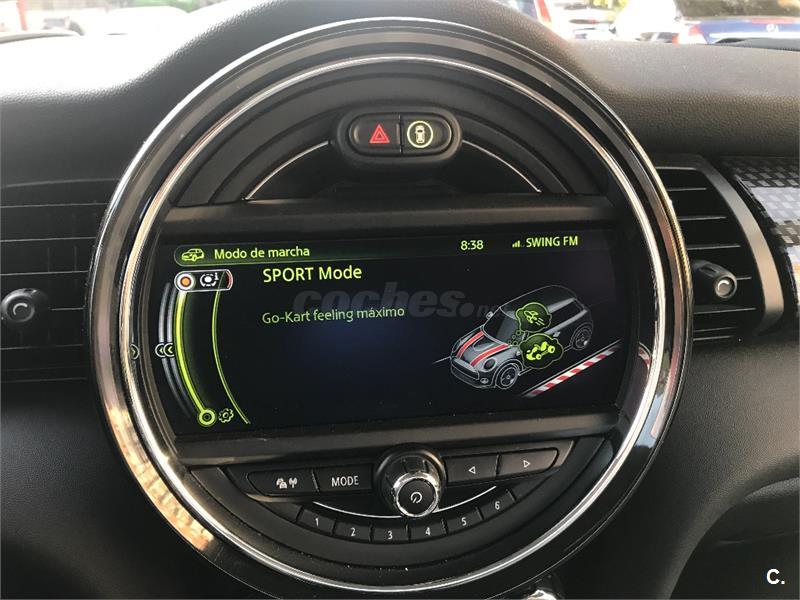 Modo de marcha
8:38
SWING FM
SPORT Mode
coches.net
Go-Kart feeling máximo
MODE
1 2 3 4 5 6
C.